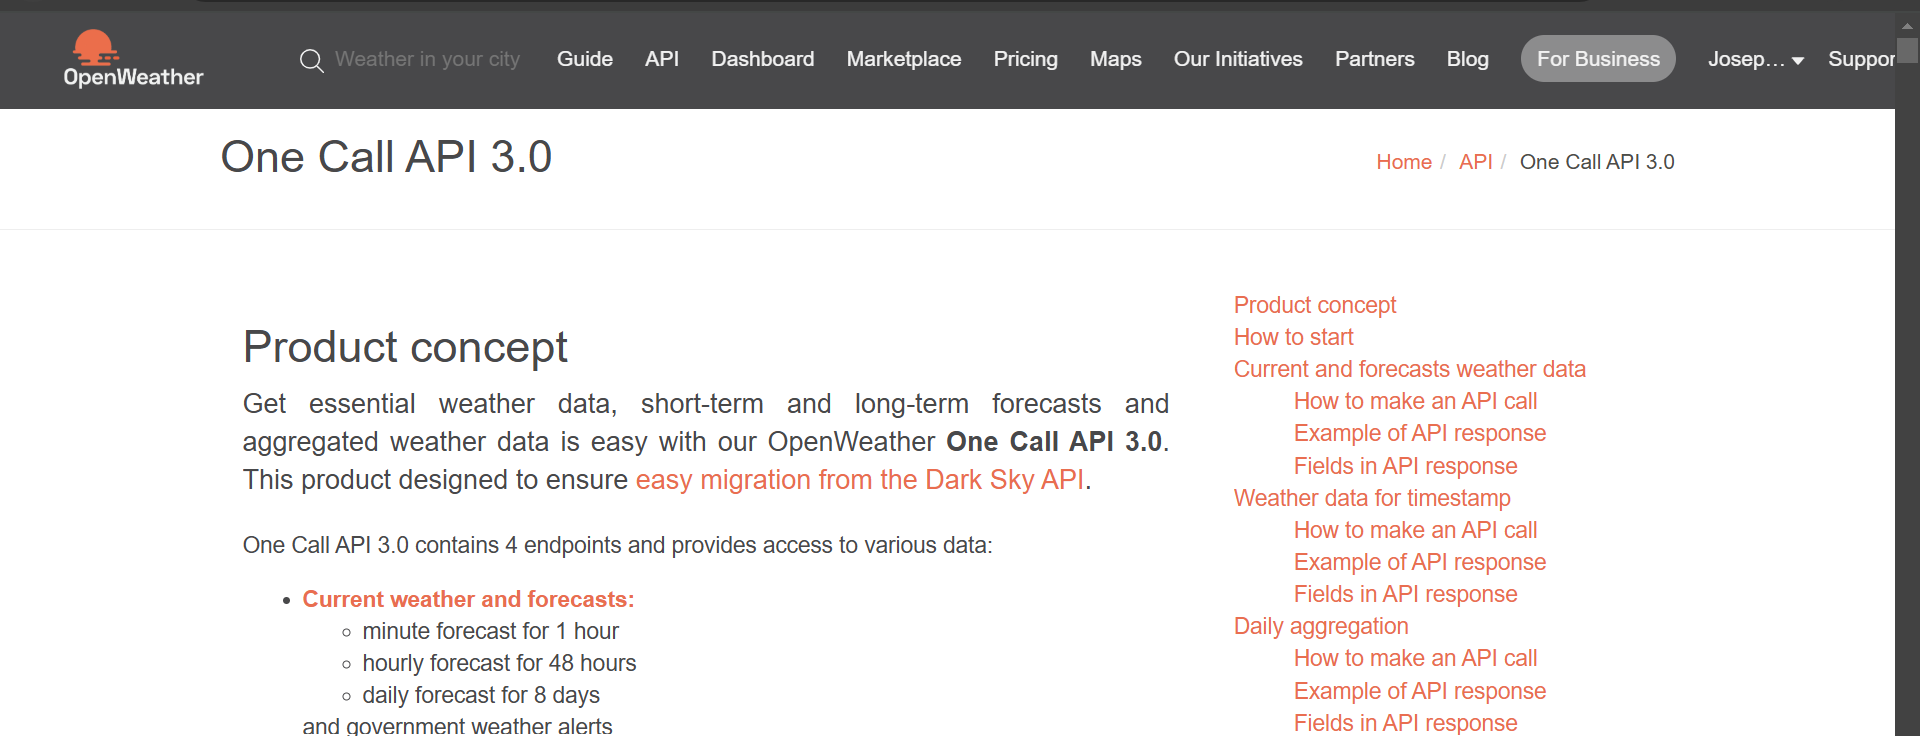 OpenWeather
Weather in your city
Guide
API
Dashboard
Marketplace
Pricing
Maps
Our Initiatives
Partners
Blog
For Business
Josep...
Suppor
One Call API 3.0
Home / API / One Call API 3.0
Product concept
Get essential weather data, short-term and long-term forecasts and
aggregated weather data is easy with our OpenWeather One Call API 3.0.
This product designed to ensure easy migration from the Dark Sky API.
One Call API 3.0 contains 4 endpoints and provides access to various data:
Current weather and forecasts:
minute forecast for 1 hour
hourly forecast for 48 hours
daily forecast for 8 days
and government weather alerts
Product concept
How to start
Current and forecasts weather data
How to make an API call
Example of API response
Fields in API response
Weather data for timestamp
How to make an API call
Example of API response
Fields in API response
Daily aggregation
How to make an API call
Example of API response
Fields in API response